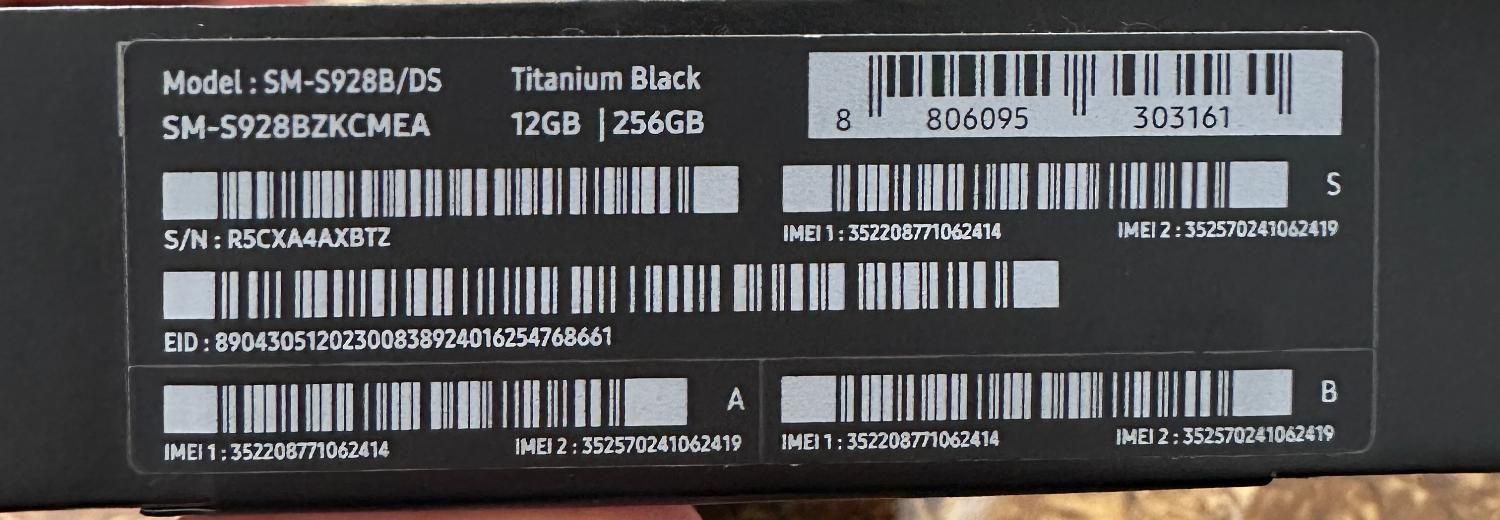 Model : SM-S928B/DS Titanium Black
SM-S928BZKCMEA 12GB | 256GB
8 806095 303161
S/N : R5CXA4AXBTZ
S
IMEI 1 : 352208771062414 IMEI 2 : 352570241062419
EID : 89043051202300838924016254768661
A
IMEI 1 : 352208771062414 IMEI 2 : 352570241062419
B
IMEI 1 : 352208771062414 IMEI 2 : 352570241062419